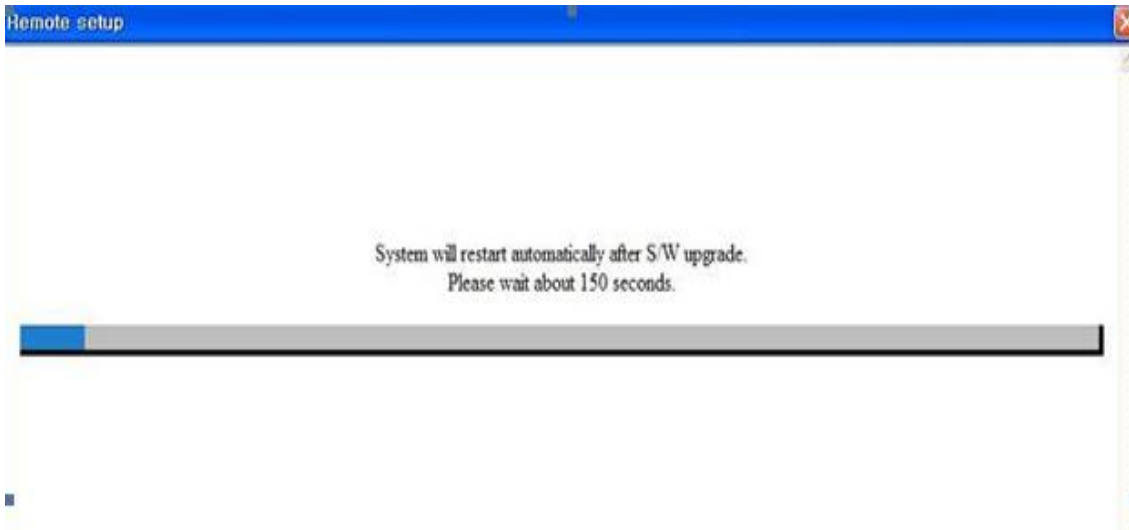 Remote setup
System will restart automatically after S/W upgrade.
Please wait about 150 seconds.